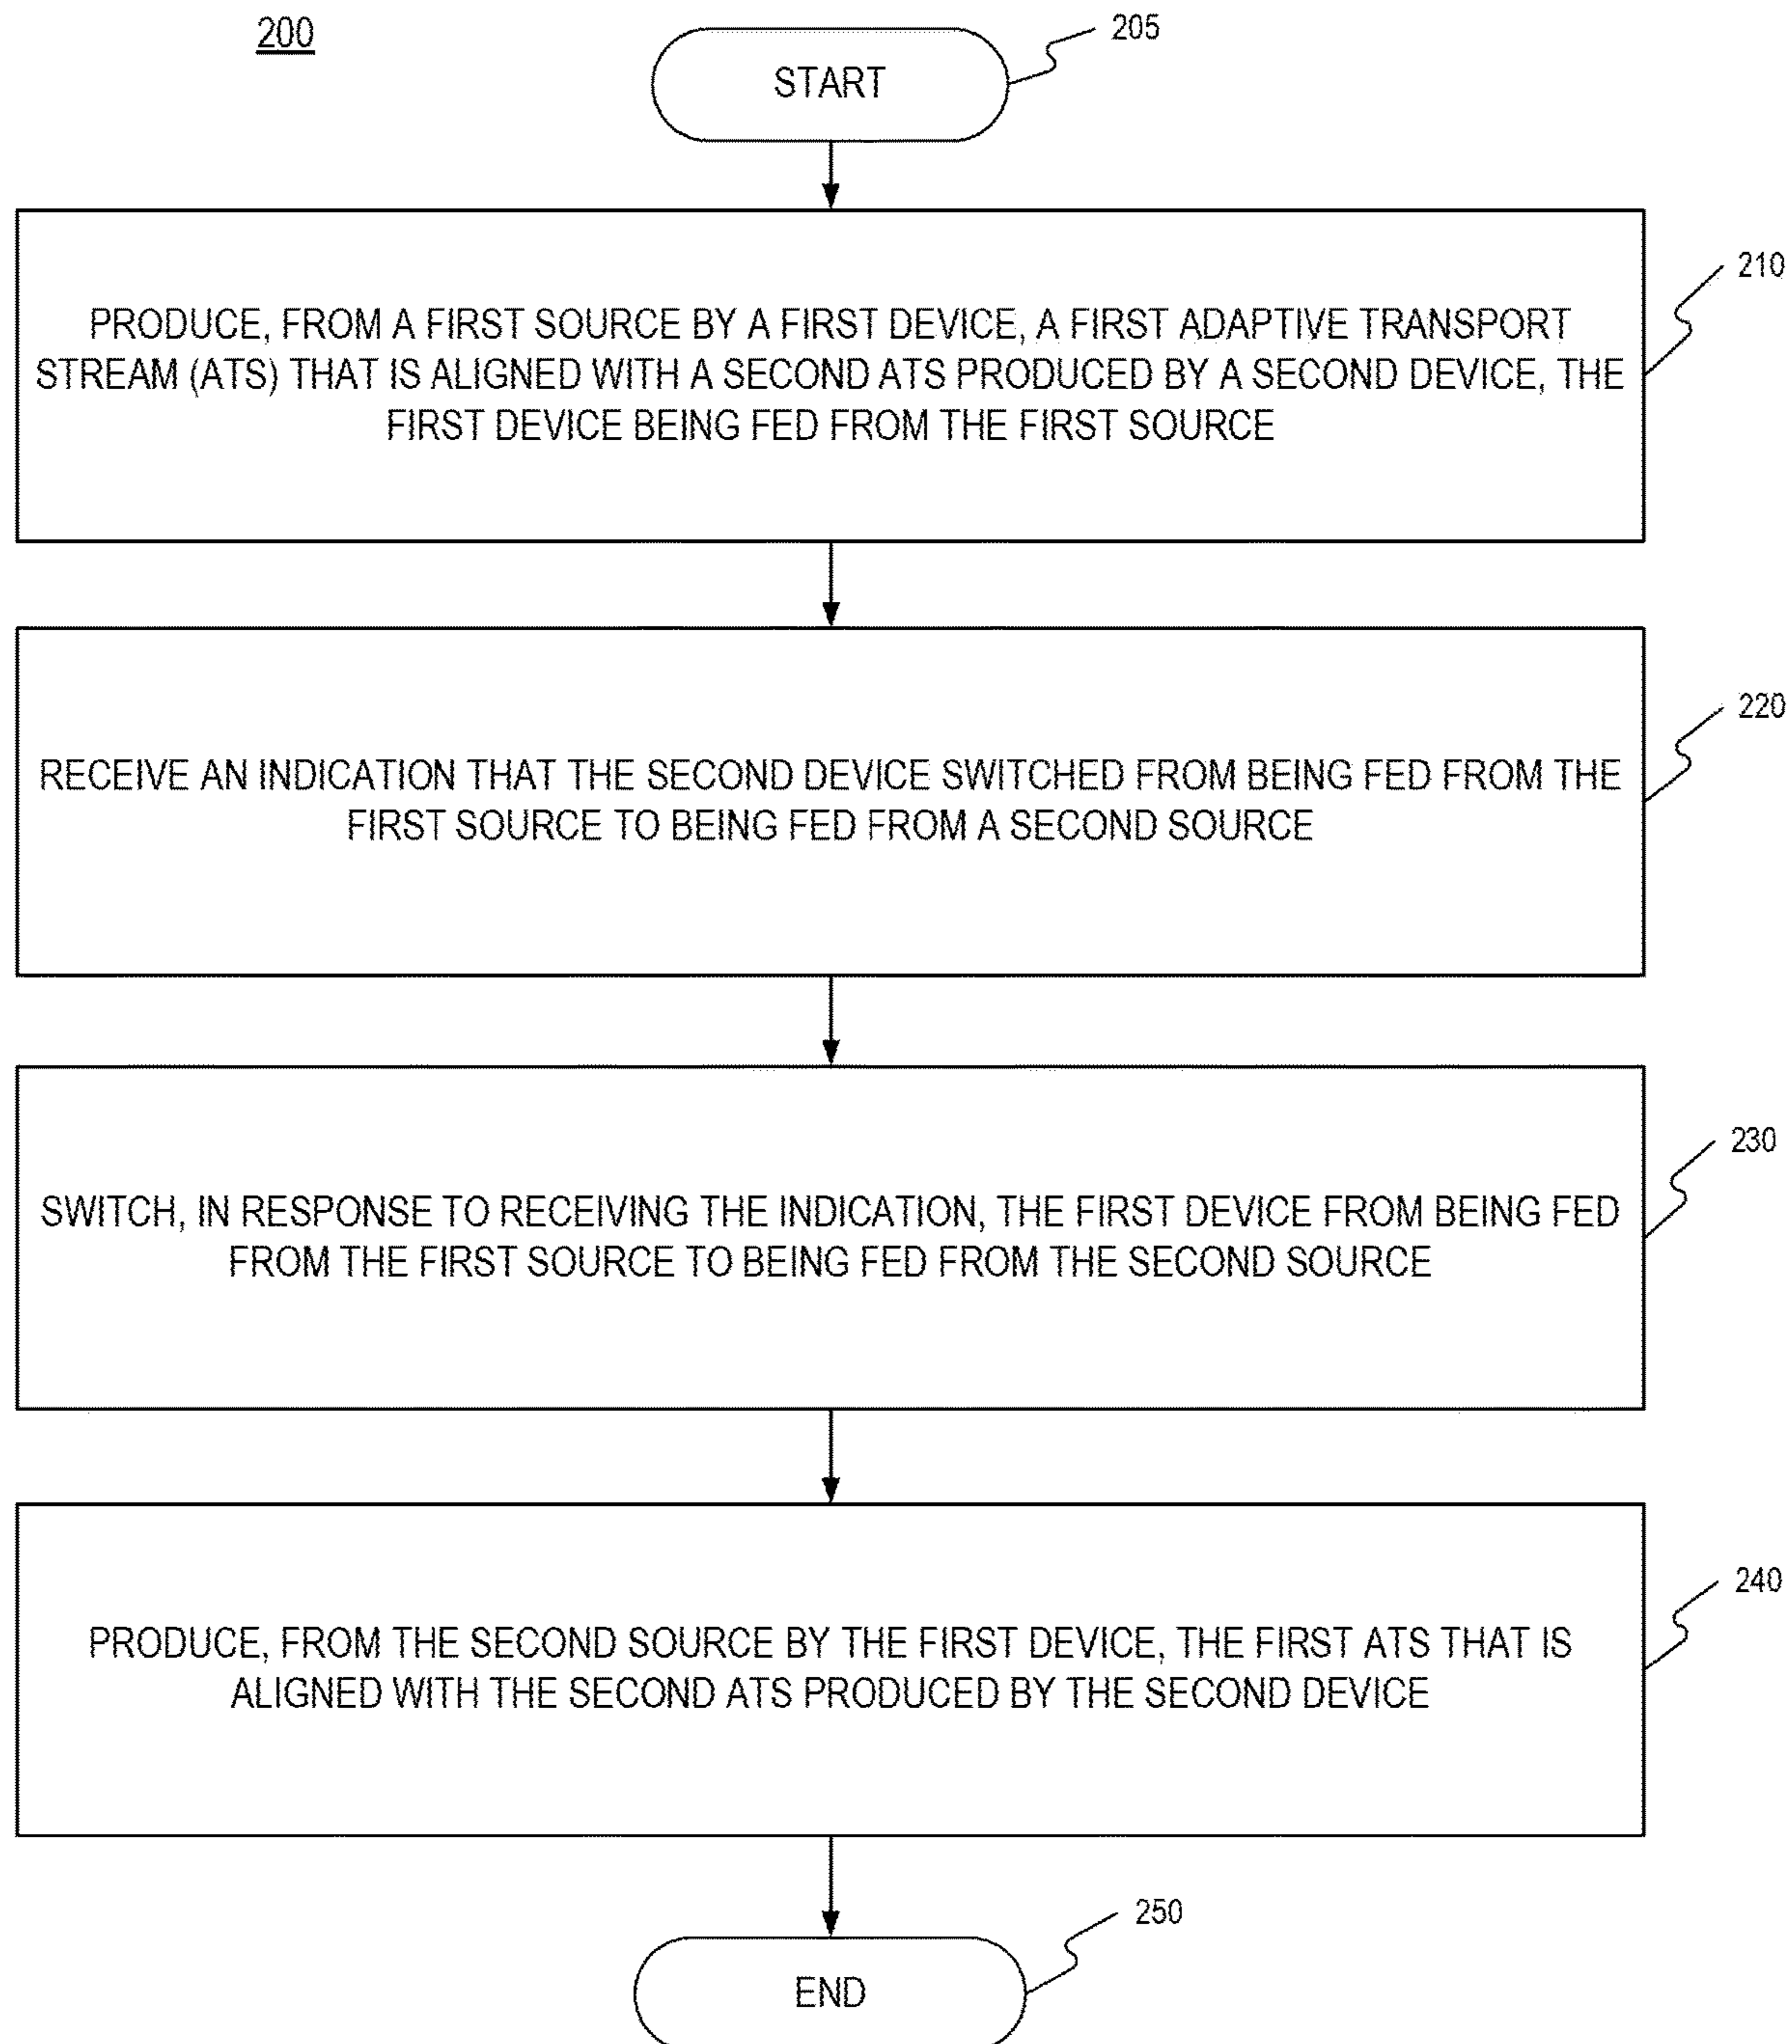 200
205
START
210
PRODUCE, FROM A FIRST SOURCE BY A FIRST DEVICE, A FIRST ADAPTIVE TRANSPORT
STREAM (ATS) THAT IS ALIGNED WITH A SECOND ATS PRODUCED BY A SECOND DEVICE, THE
FIRST DEVICE BEING FED FROM THE FIRST SOURCE
220
RECEIVE AN INDICATION THAT THE SECOND DEVICE SWITCHED FROM BEING FED FROM THE
FIRST SOURCE TO BEING FED FROM A SECOND SOURCE
230
SWITCH, IN RESPONSE TO RECEIVING THE INDICATION, THE FIRST DEVICE FROM BEING FED
FROM THE FIRST SOURCE TO BEING FED FROM THE SECOND SOURCE
240
PRODUCE, FROM THE SECOND SOURCE BY THE FIRST DEVICE, THE FIRST ATS THAT IS
ALIGNED WITH THE SECOND ATS PRODUCED BY THE SECOND DEVICE
250
END